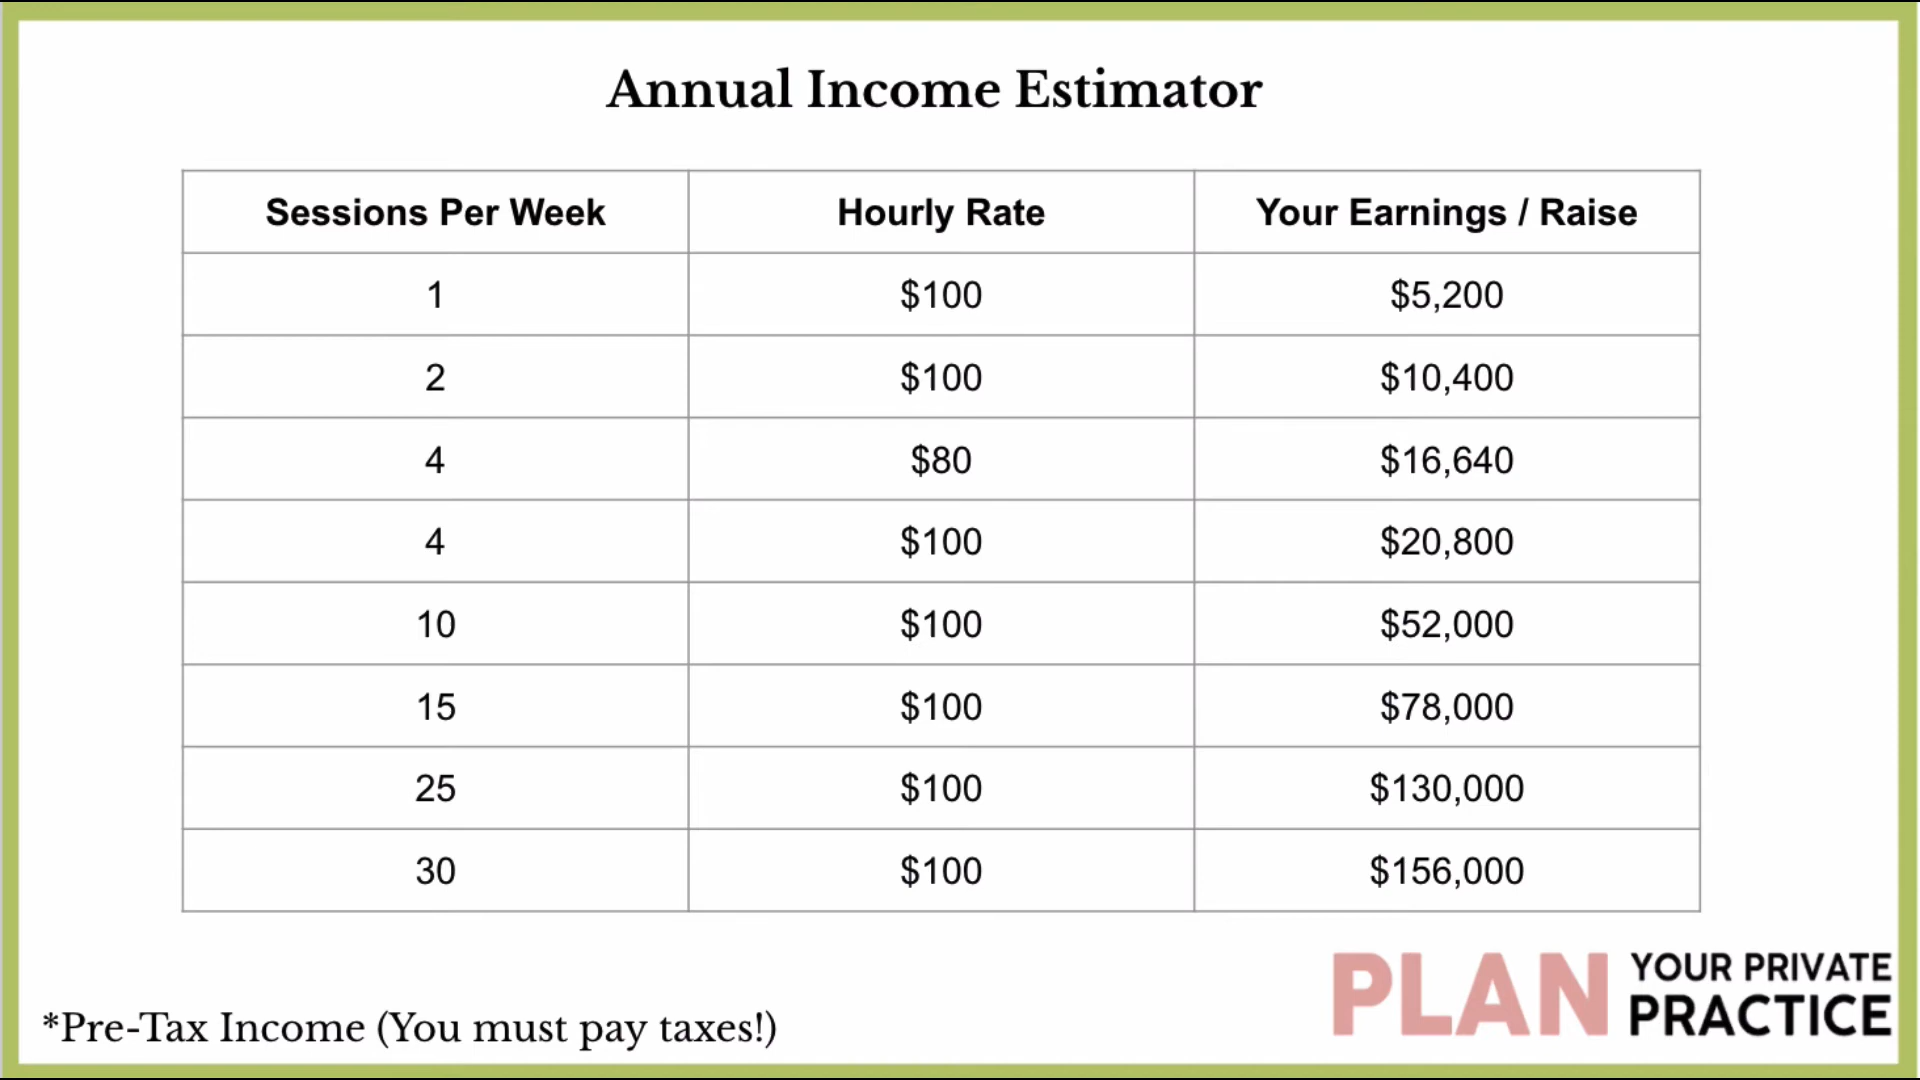 Annual Income Estimator
Sessions Per Week Hourly Rate Your Earnings / Raise
1 $100 $5,200
2 $100 $10,400
4 $80 $16,640
4 $100 $20,800
10 $100 $52,000
15 $100 $78,000
25 $100 $130,000
30 $100 $156,000
*Pre-Tax Income (You must pay taxes!)
PLAN YOUR PRIVATE
PRACTICE